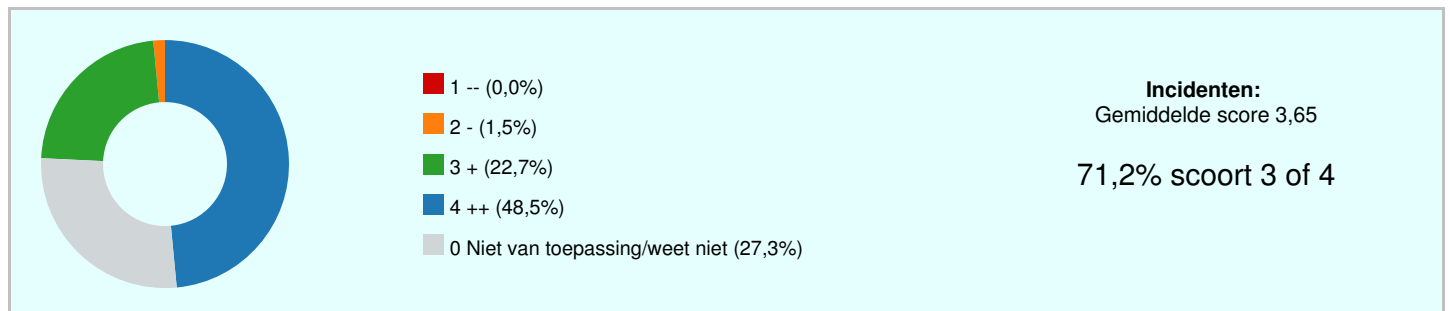 1 -- (0,0%)
2 - (1,5%)
3 + (22,7%)
4 ++ (48,5%)
0 Niet van toepassing/weet niet (27,3%)
Incidenten:
Gemiddelde score 3,65
71,2% scoort 3 of 4